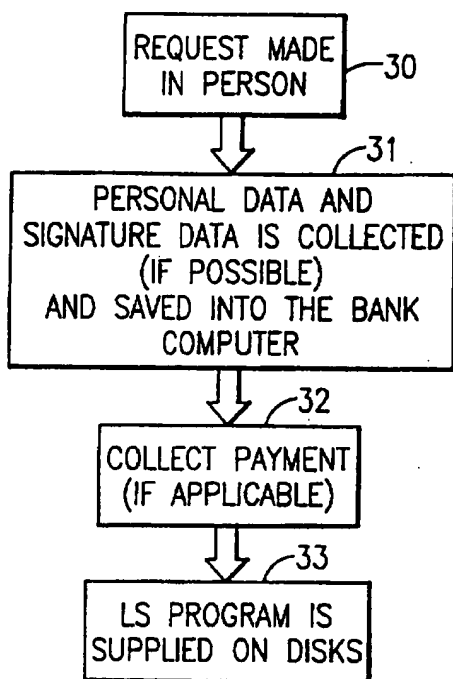 REQUEST MADE
IN PERSON
30
31
PERSONAL DATA AND
SIGNATURE DATA IS COLLECTED
(IF POSSIBLE)
AND SAVED INTO THE BANK
COMPUTER
32
COLLECT PAYMENT
(IF APPLICABLE)
33
LS PROGRAM IS
SUPPLIED ON DISKS